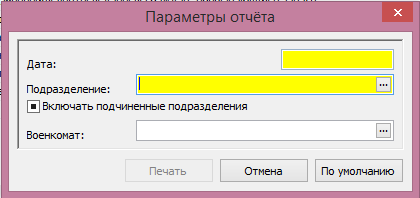 Параметры отчёта
Дата:
Подразделение:
...
Включать подчиненные подразделения
Военкомат:
...
Печать Отмена По умолчанию